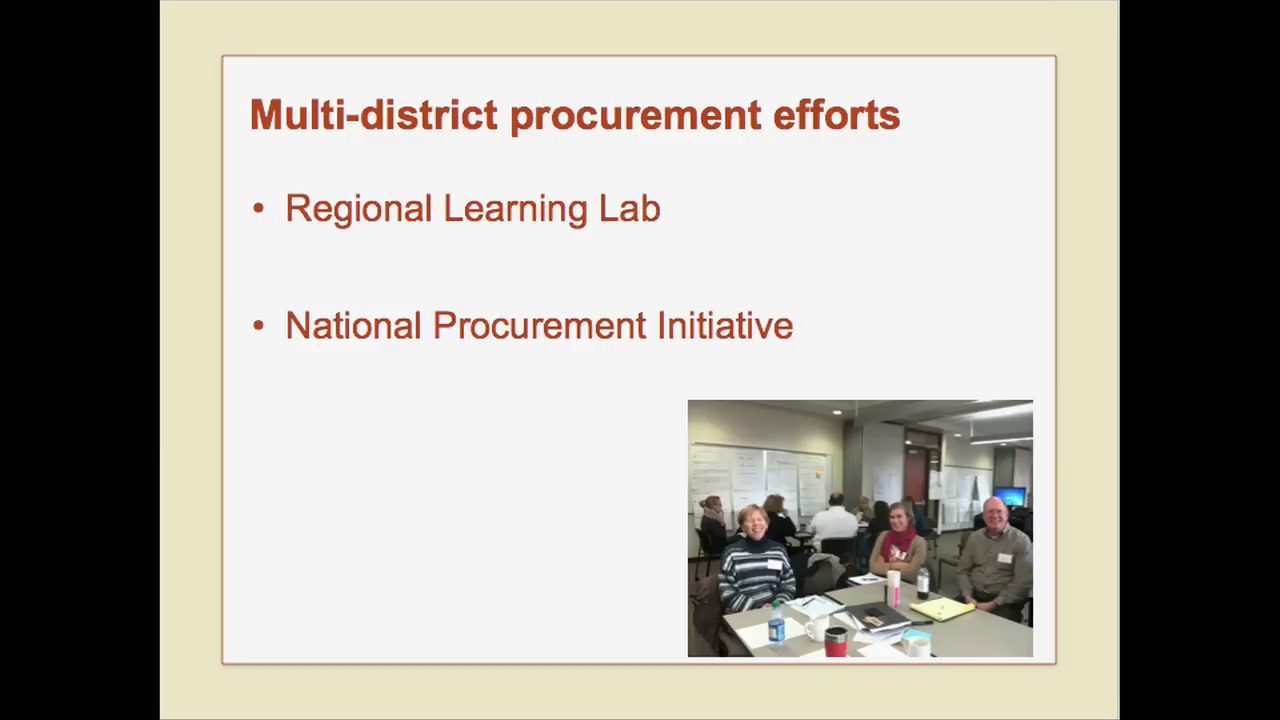 Multi-district procurement efforts
• Regional Learning Lab
• National Procurement Initiative